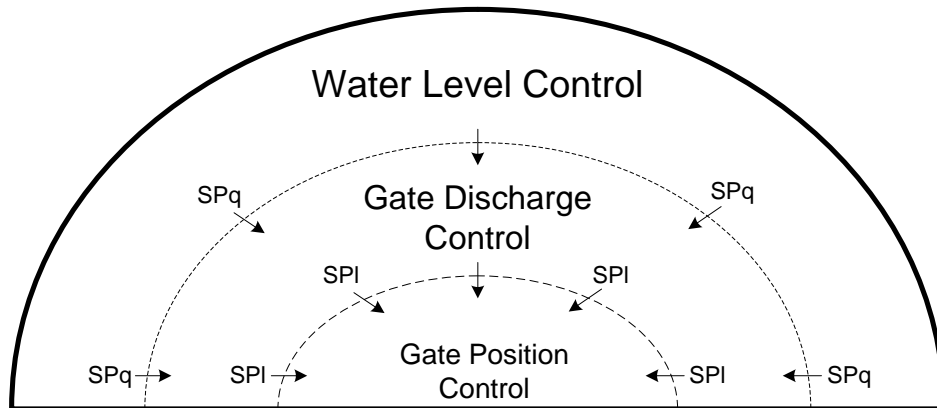 Water Level Control
SPq
Gate Discharge
Control
SPq
SPl
SPl
Gate Position
Control
SPq
SPl
SPl
SPq